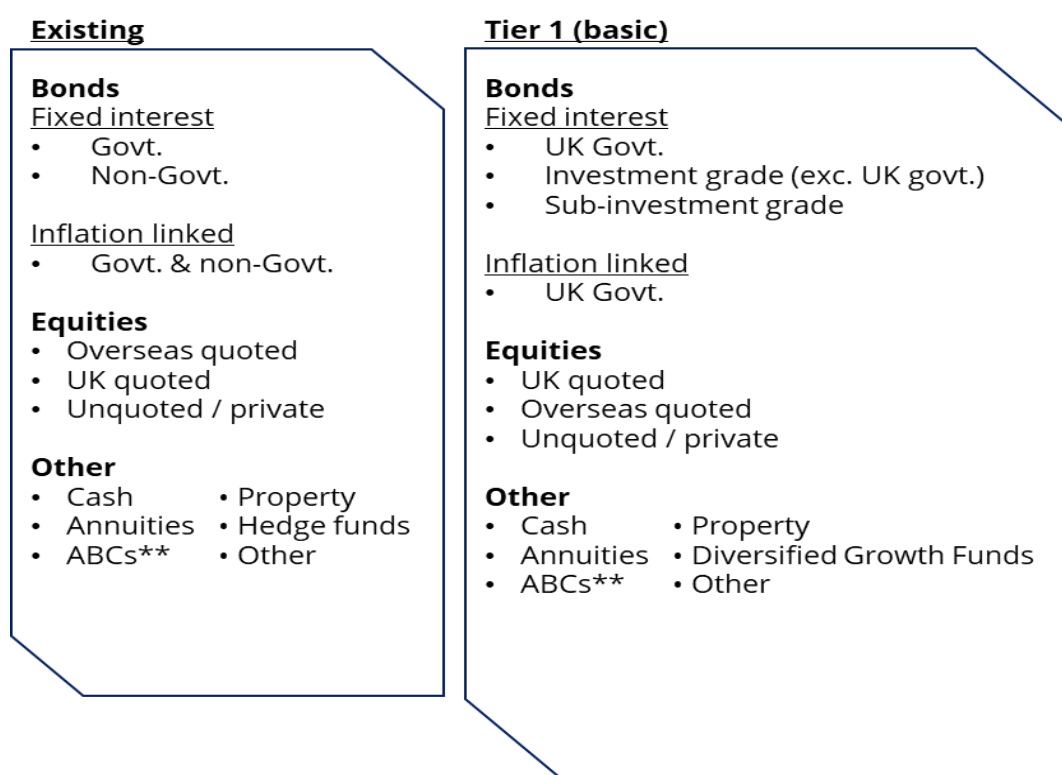 Existing
Bonds
Fixed interest
• Govt.
• Non-Govt.
Inflation linked
• Govt. & non-Govt.
Equities
• Overseas quoted
• UK quoted
• Unquoted / private
Other
• Cash • Property
• Annuities • Hedge funds
• ABCs** • Other
Tier 1 (basic)
Bonds
Fixed interest
• UK Govt.
• Investment grade (exc. UK govt.)
• Sub-investment grade
Inflation linked
• UK Govt.
Equities
• UK quoted
• Overseas quoted
• Unquoted / private
Other
• Cash • Property
• Annuities • Diversified Growth Funds
• ABCs** • Other